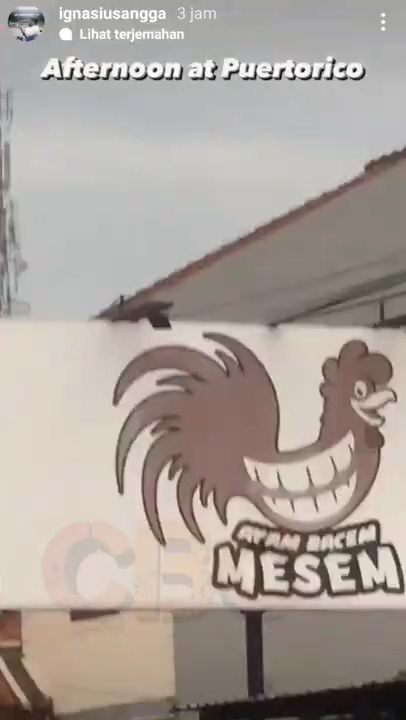 ignasiusangga 3 jam
Lihat terjemahan
Afternoon at Puertorico
AYAM BACEM
MESEM